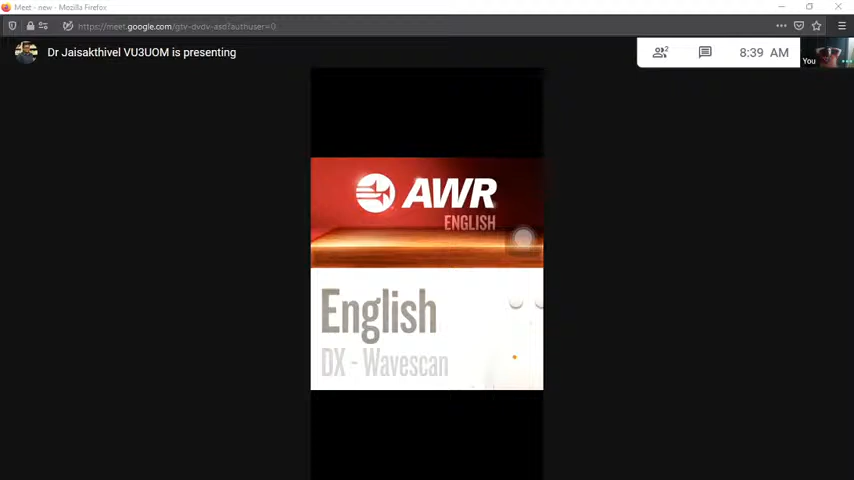 Meet - new - Mozilla Firefox
https://meet.google.com/gtv-dvdv-asd?authuser=0
Dr Jaisakthivel VU3UOM is presenting
2
8:39 AM
You
AWR
ENGLISH
English
DX - Wavescan